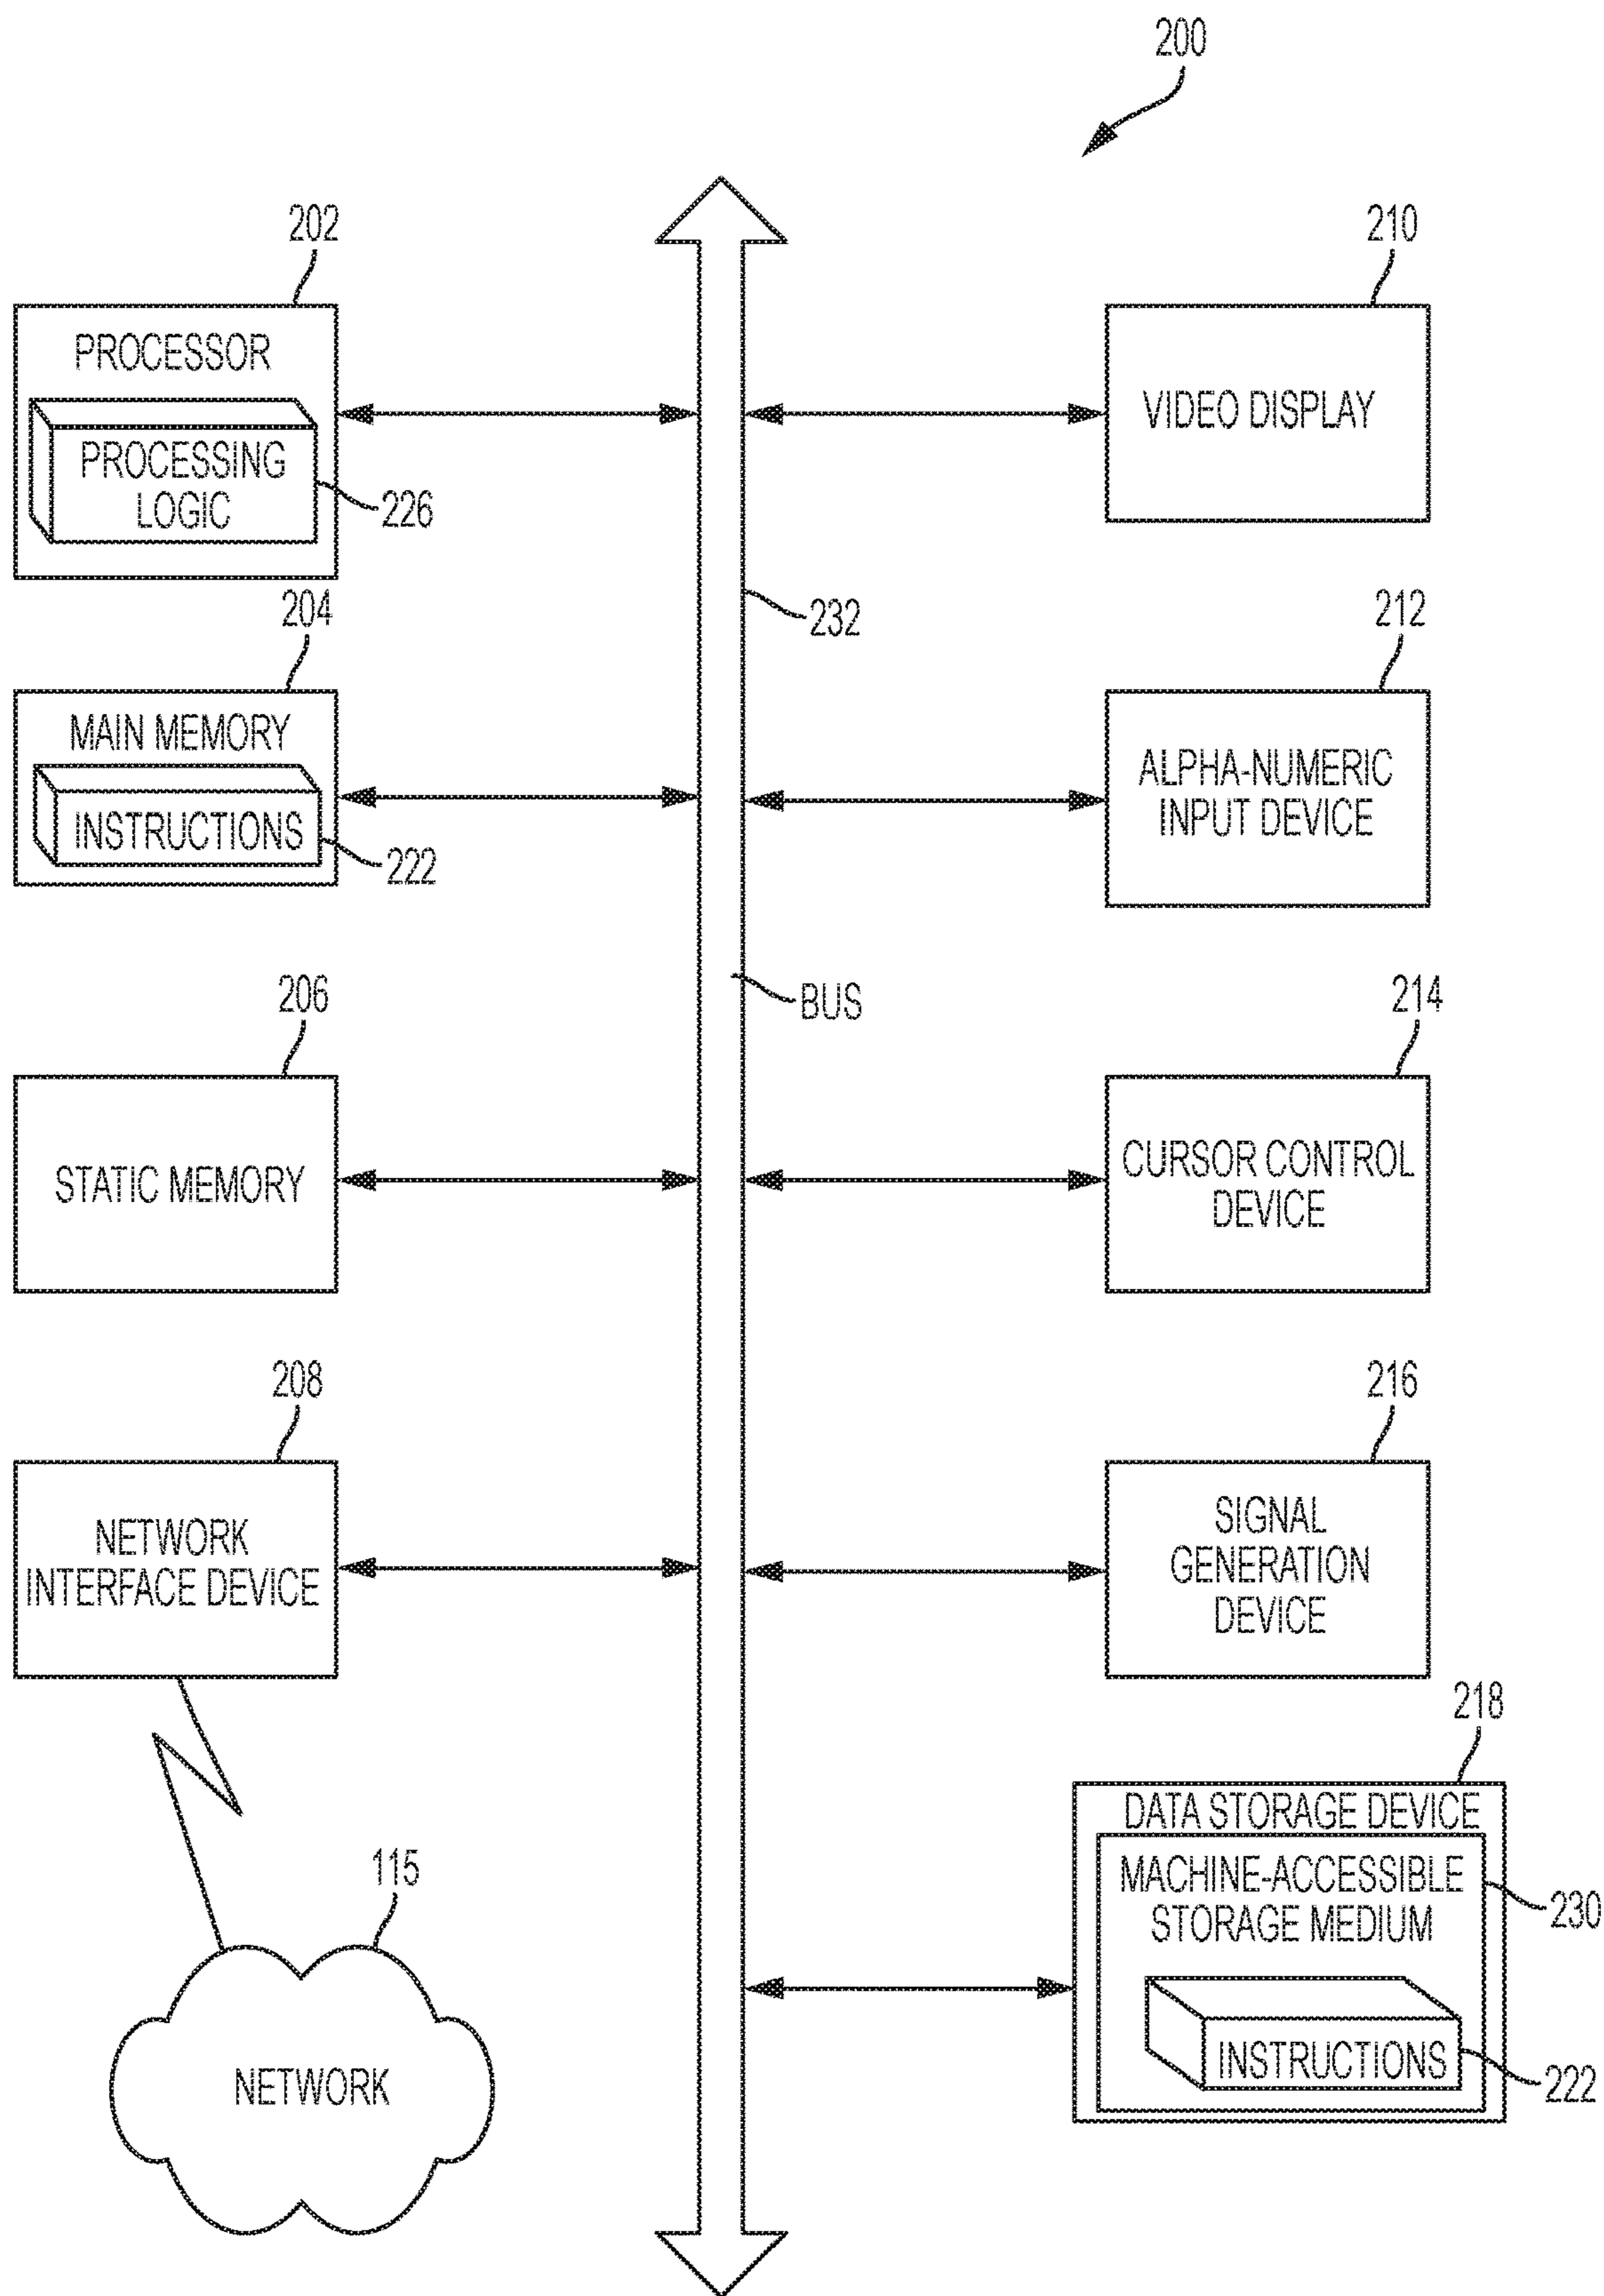 200
202
PROCESSOR
PROCESSING
LOGIC
226
210
VIDEO DISPLAY
232
204
MAIN MEMORY
INSTRUCTIONS
222
212
ALPHA-NUMERIC
INPUT DEVICE
BUS
206
STATIC MEMORY
214
CURSOR CONTROL
DEVICE
208
NETWORK
INTERFACE DEVICE
216
SIGNAL
GENERATION
DEVICE
115
NETWORK
218
DATA STORAGE DEVICE
MACHINE-ACCESSIBLE
STORAGE MEDIUM
230
INSTRUCTIONS
222